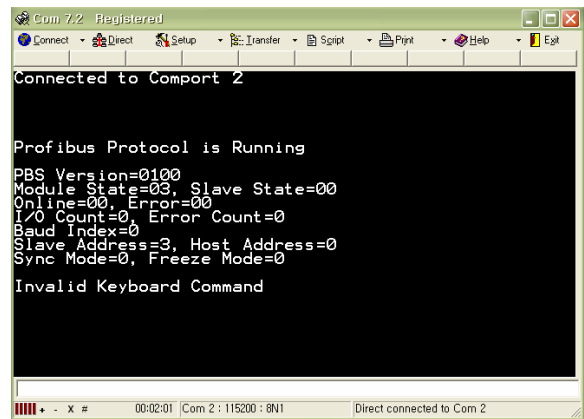 Com 7.2 Registered
Connect Direct Setup Transfer Script Print Help Exit
Connected to Comport 2
Profibus Protocol is Running
PBS Version=0100
Module State=03, Slave State=00
Online=00, Error=00
I/O Count=0, Error Count=0
Baud Index=0
Slave Address=3, Host Address=0
Sync Mode=0, Freeze Mode=0
Invalid Keyboard Command
+ - X # 00:02:01 Com 2 : 115200 : 8N1 Direct connected to Com 2